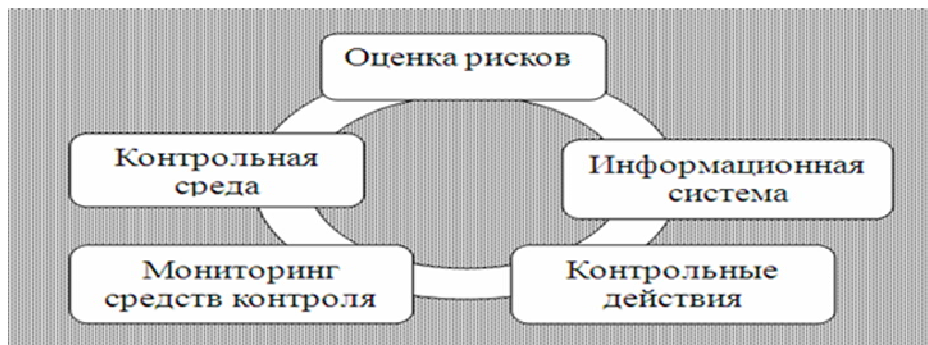 Оценка рисков
Контрольная
среда
Информационная
система
Мониторинг
средств контроля
Контрольные
действия